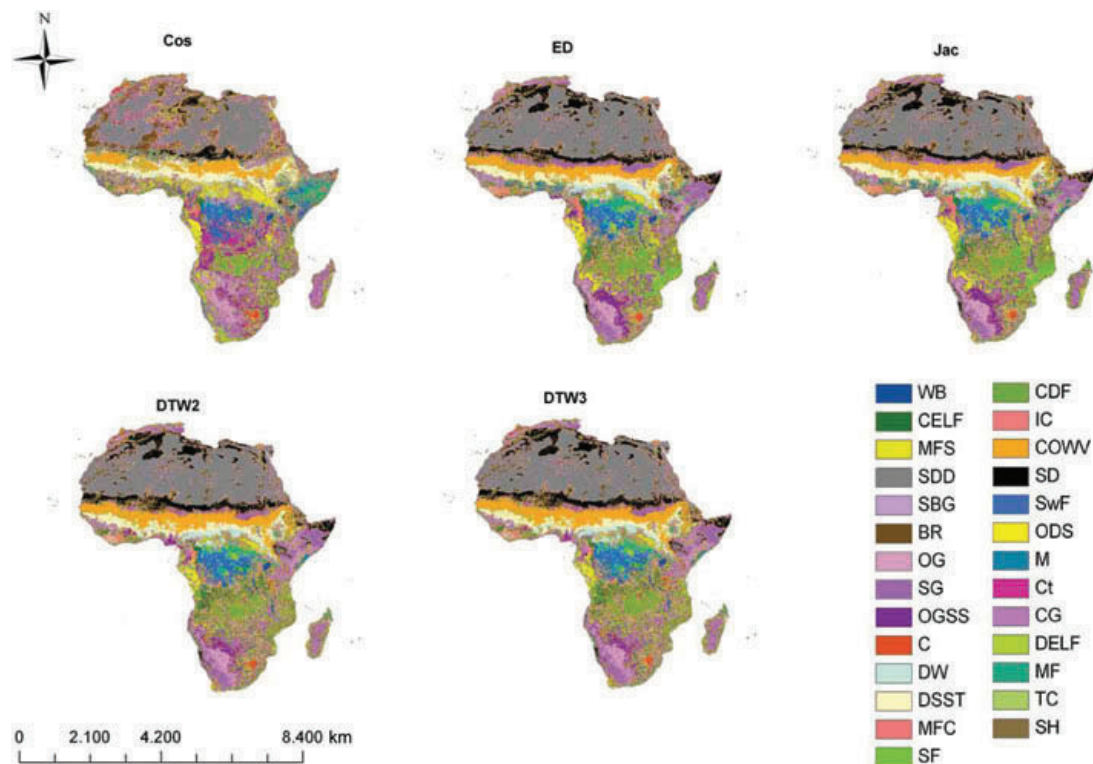 N
Cos
ED
Jac
DTW2
DTW3
WB
CELF
MFS
SDD
SBG
BR
OG
SG
OGSS
C
DW
DSST
MFC
SF
CDF
IC
COWV
SD
SwF
ODS
M
Ct
CG
DELF
MF
TC
SH
0 2.100 4.200 8.400 km